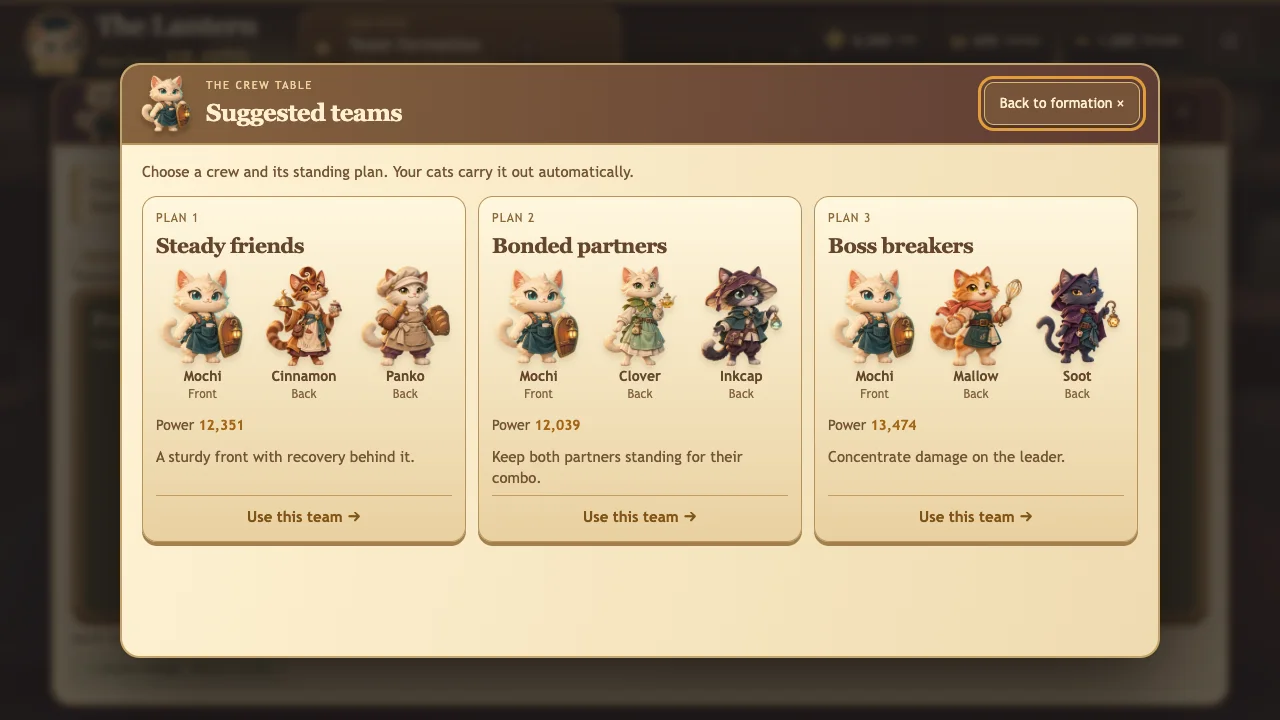 The Lantern
THE CREW TABLE
Suggested teams
Back to formation ×
Choose a crew and its standing plan. Your cats carry it out automatically.
PLAN 1
Steady friends
Mochi
Front
Cinnamon
Back
Panko
Back
Power 12,351
A sturdy front with recovery behind it.
Use this team →
PLAN 2
Bonded partners
Mochi
Front
Clover
Back
Inkcap
Back
Power 12,039
Keep both partners standing for their
combo.
Use this team →
PLAN 3
Boss breakers
Mochi
Front
Mallow
Back
Soot
Back
Power 13,474
Concentrate damage on the leader.
Use this team →